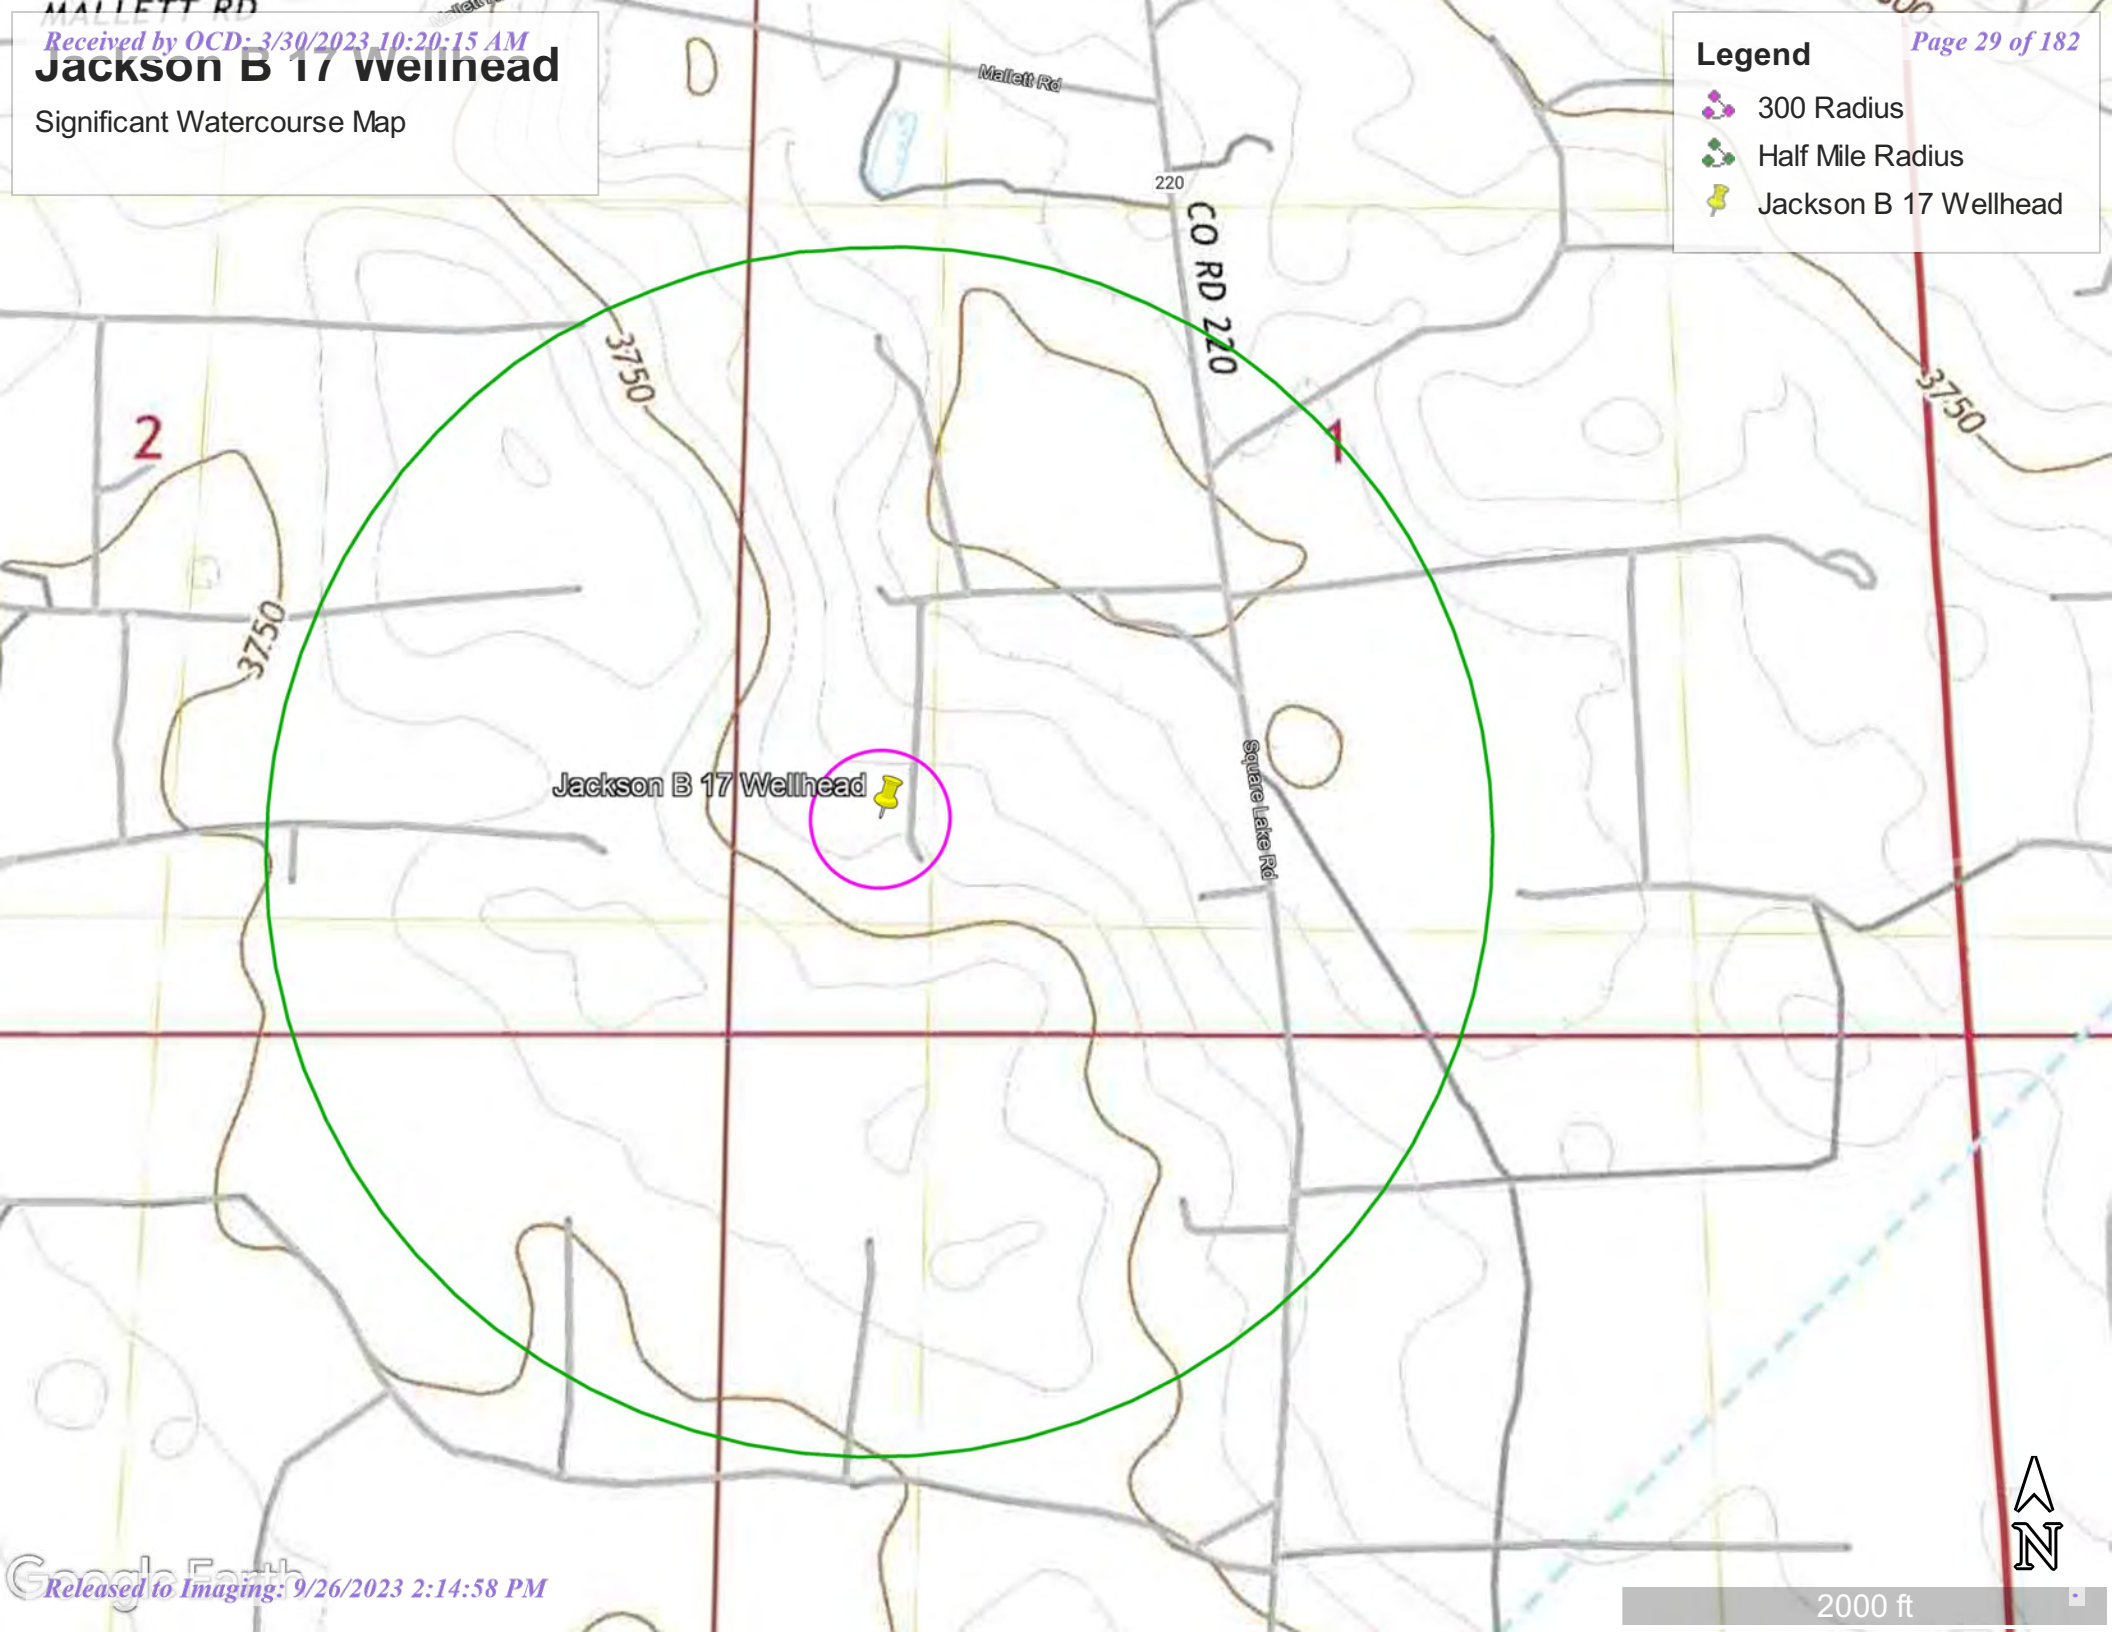 MALLETT RD
Mallett
Received by OCD: 3/30/2023 10:20:15 AM
Jackson B 17 Wellhead
Significant Watercourse Map
Page 29 of 182
Legend
300 Radius
Half Mile Radius
Jackson B 17 Wellhead
Mallett Rd
220
CO RD 220
3750
3750
2
1
3750
Jackson B 17 Wellhead
Square Lake Rd
N
Google Earth
Released to Imaging: 9/26/2023 2:14:58 PM
2000 ft